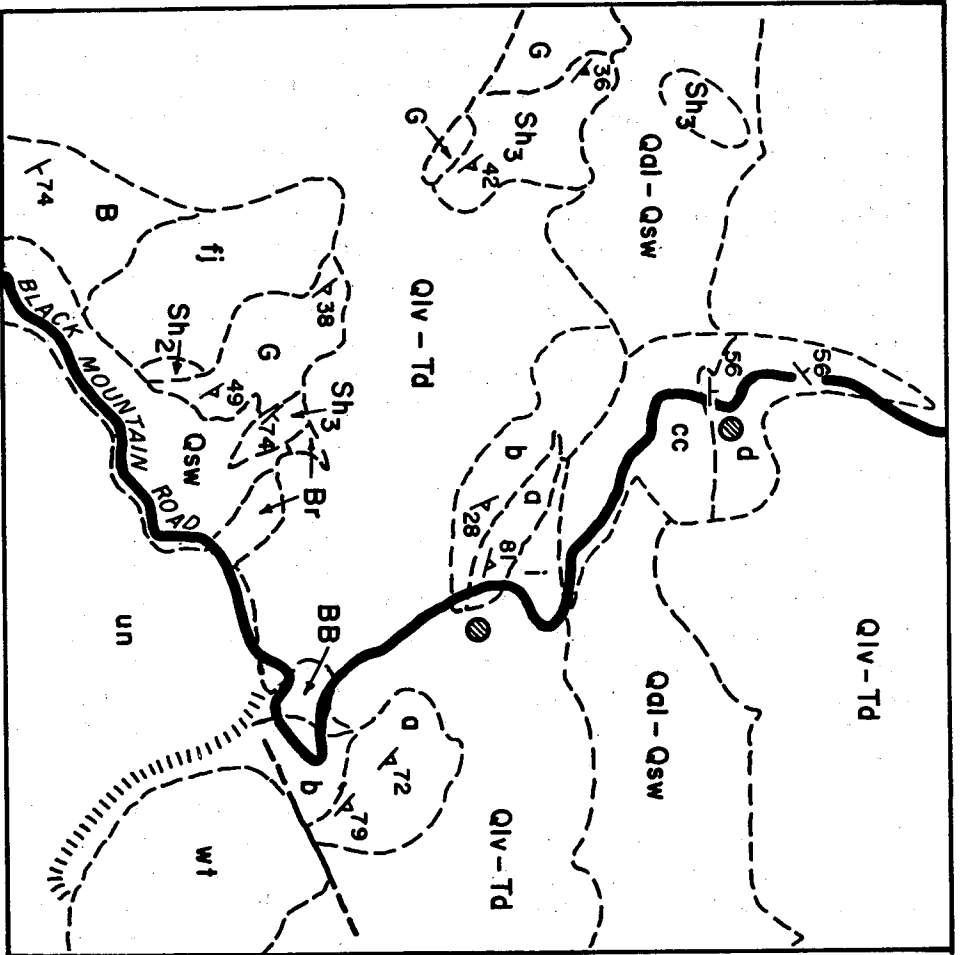 Qlv-Td
56
d
56
Sh3
cc
Qal-Qsw
Qal-Qsw
36
G
Sh3
i
a
b
81
Qlv-Td
42
28
Qlv-Td
G
a
72
79
Sh3
BB
38
Br
b
G
74
49
fj
wt
Qsw
Sh2
un
B
BLACK MOUNTAIN ROAD
74